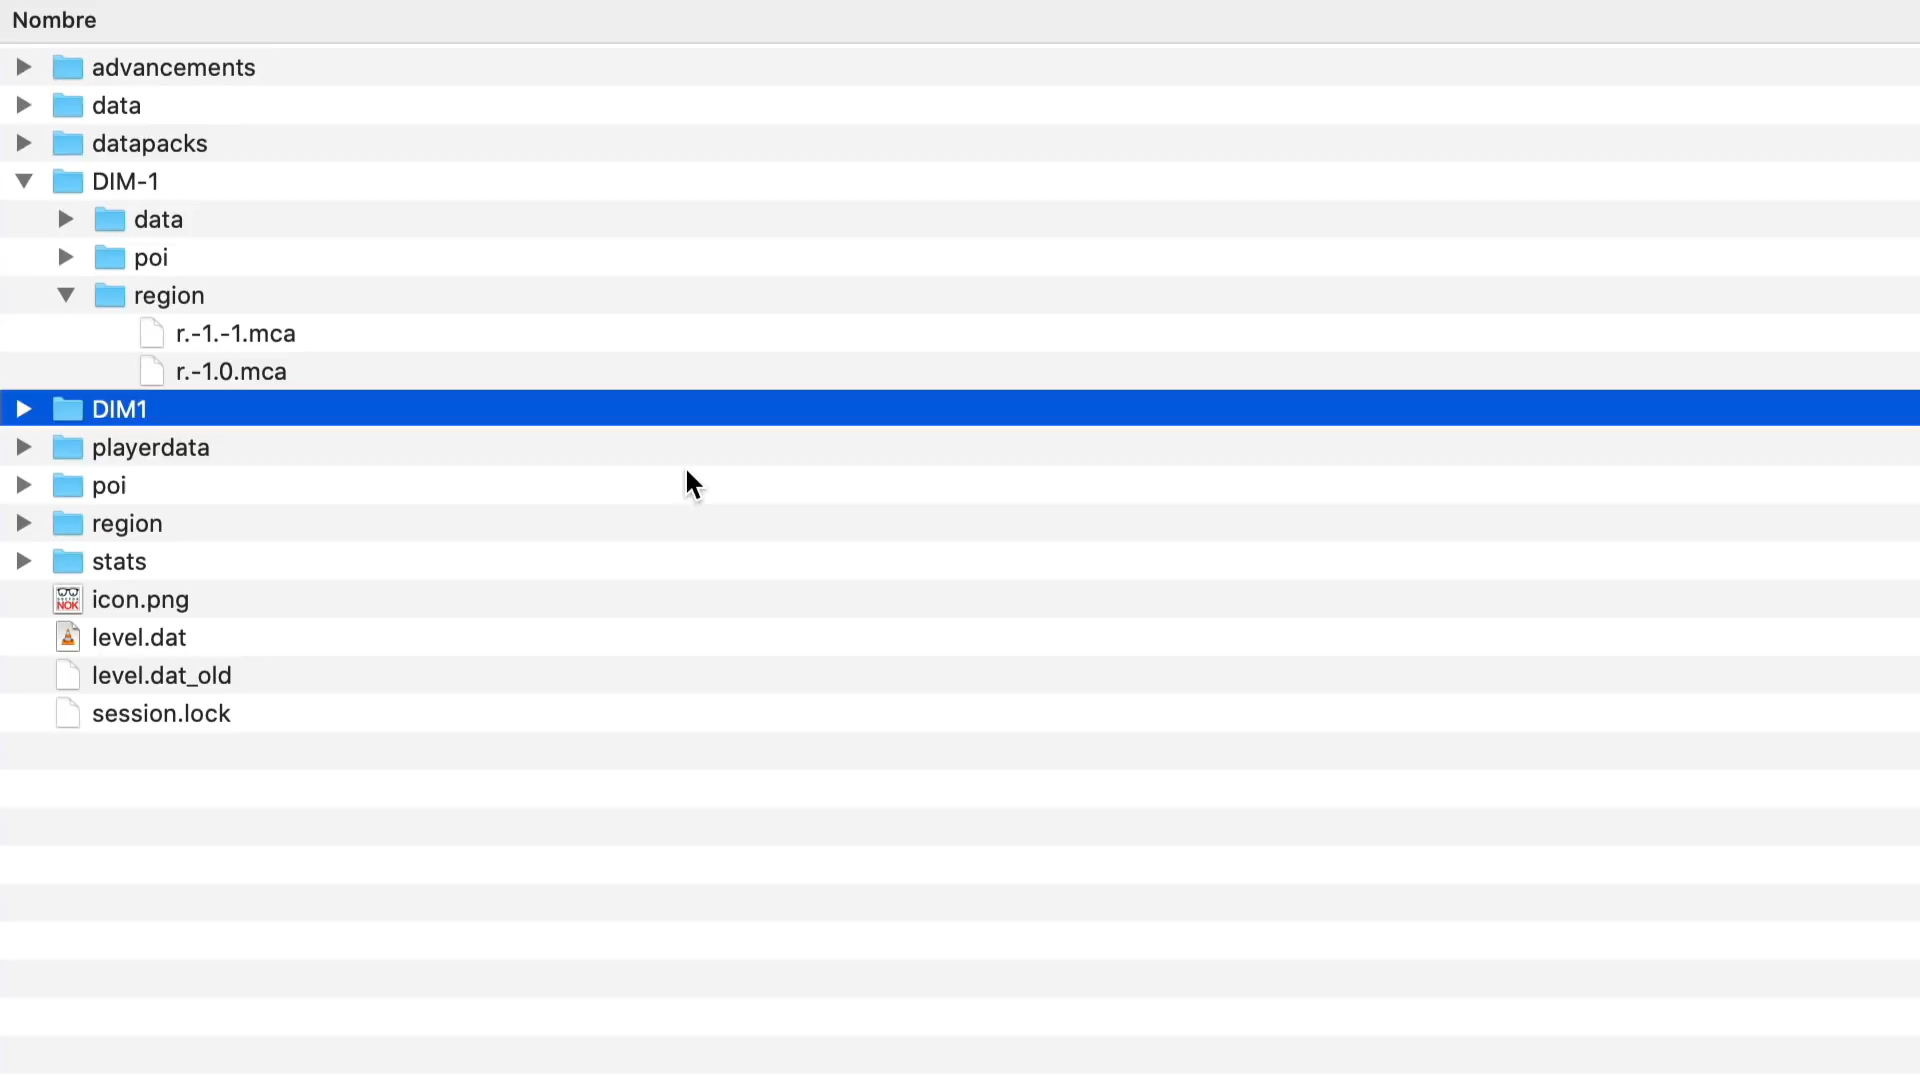 Nombre
advancements
data
datapacks
DIM-1
data
poi
region
r.-1.-1.mca
r.-1.0.mca
DIM1
playerdata
poi
region
stats
NOK
icon.png
level.dat
level.dat_old
session.lock